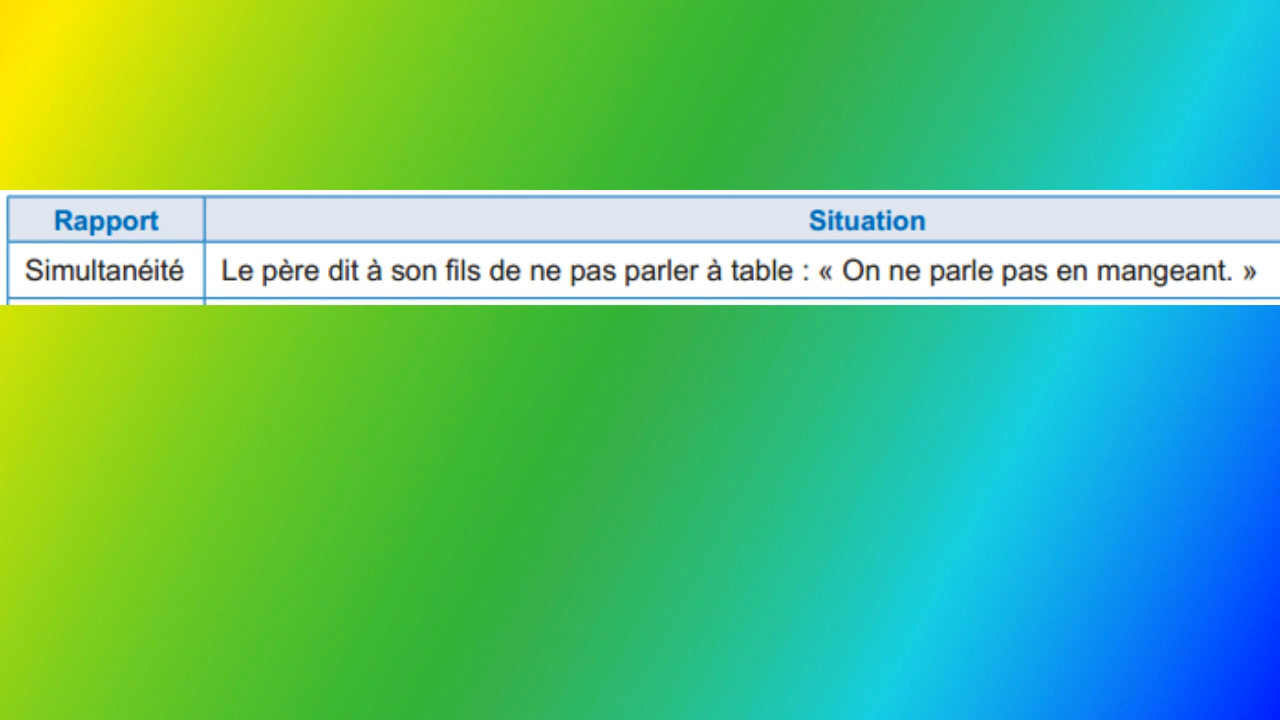 Rapport Situation
Simultanéité Le père dit à son fils de ne pas parler à table : « On ne parle pas en mangeant. »